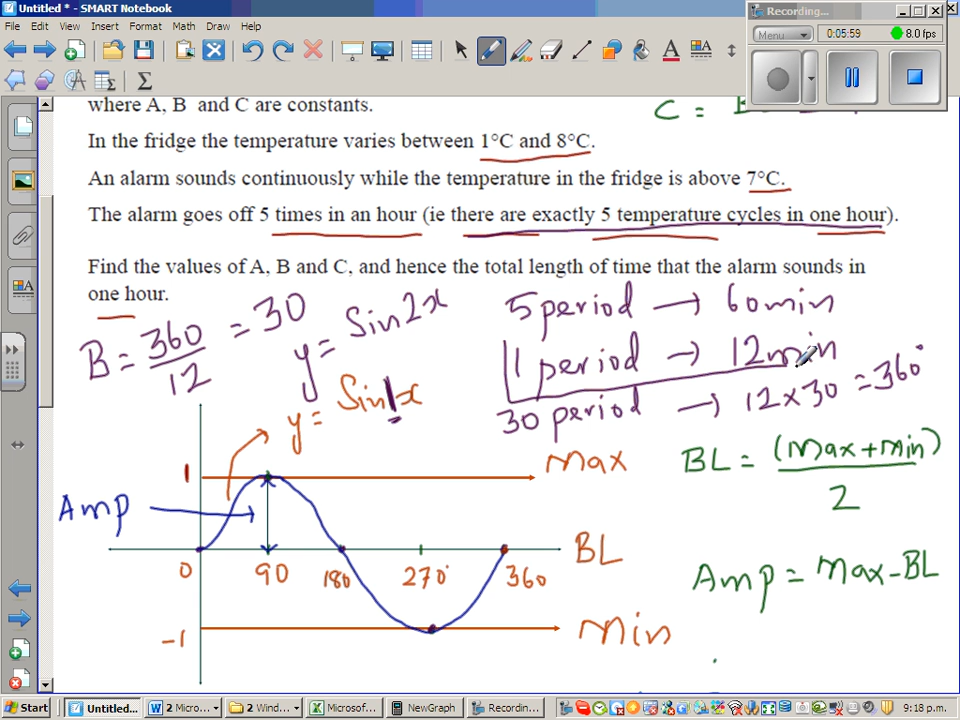 Untitled * - SMART Notebook
File Edit View Insert Format Draw Math Window Help
Recording...
Menu
0:05:59
8.0 fps
where A, B and C are constants.
C =
In the fridge the temperature varies between 1°C and 8°C.
An alarm sounds continuously while the temperature in the fridge is above 7°C.
The alarm goes off 5 times in an hour (ie there are exactly 5 temperature cycles in one hour).
Find the values of A, B and C, and hence the total length of time that the alarm sounds in
one hour.
B = 360/12 = 30
y = Sin2x
5 period → 60min
1 period → 12min
30 period → 12×30 = 360°
y = Sin1x
1
Max
BL = (Max+Min)/2
Amp
BL
0 90 180 270° 360
Amp = Max-BL
-1
Min
Start
Untitled...
2 Micro...
2 Wind...
Microsof...
NewGraph
Recording...
9:18 p.m.